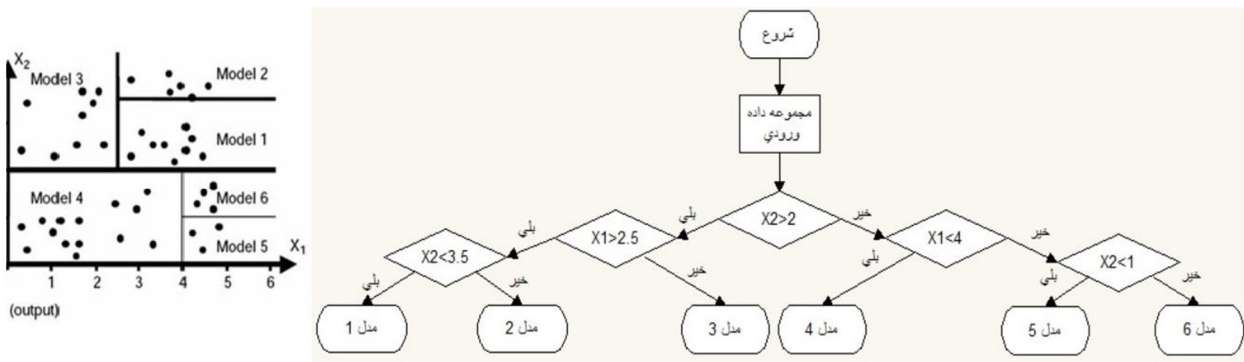 X2
Model 3
Model 2
Model 1
Model 4
Model 6
Model 5
X1
1 2 3 4 5 6
(output)
شروع
مجموعه داده
ورودي
X2>2
بلي
خير
X1>2.5
X1<4
بلي
خير
بلي
خير
X2<3.5
X2<1
بلي
خير
بلي
خير
مدل 1
مدل 2
مدل 3
مدل 4
مدل 5
مدل 6